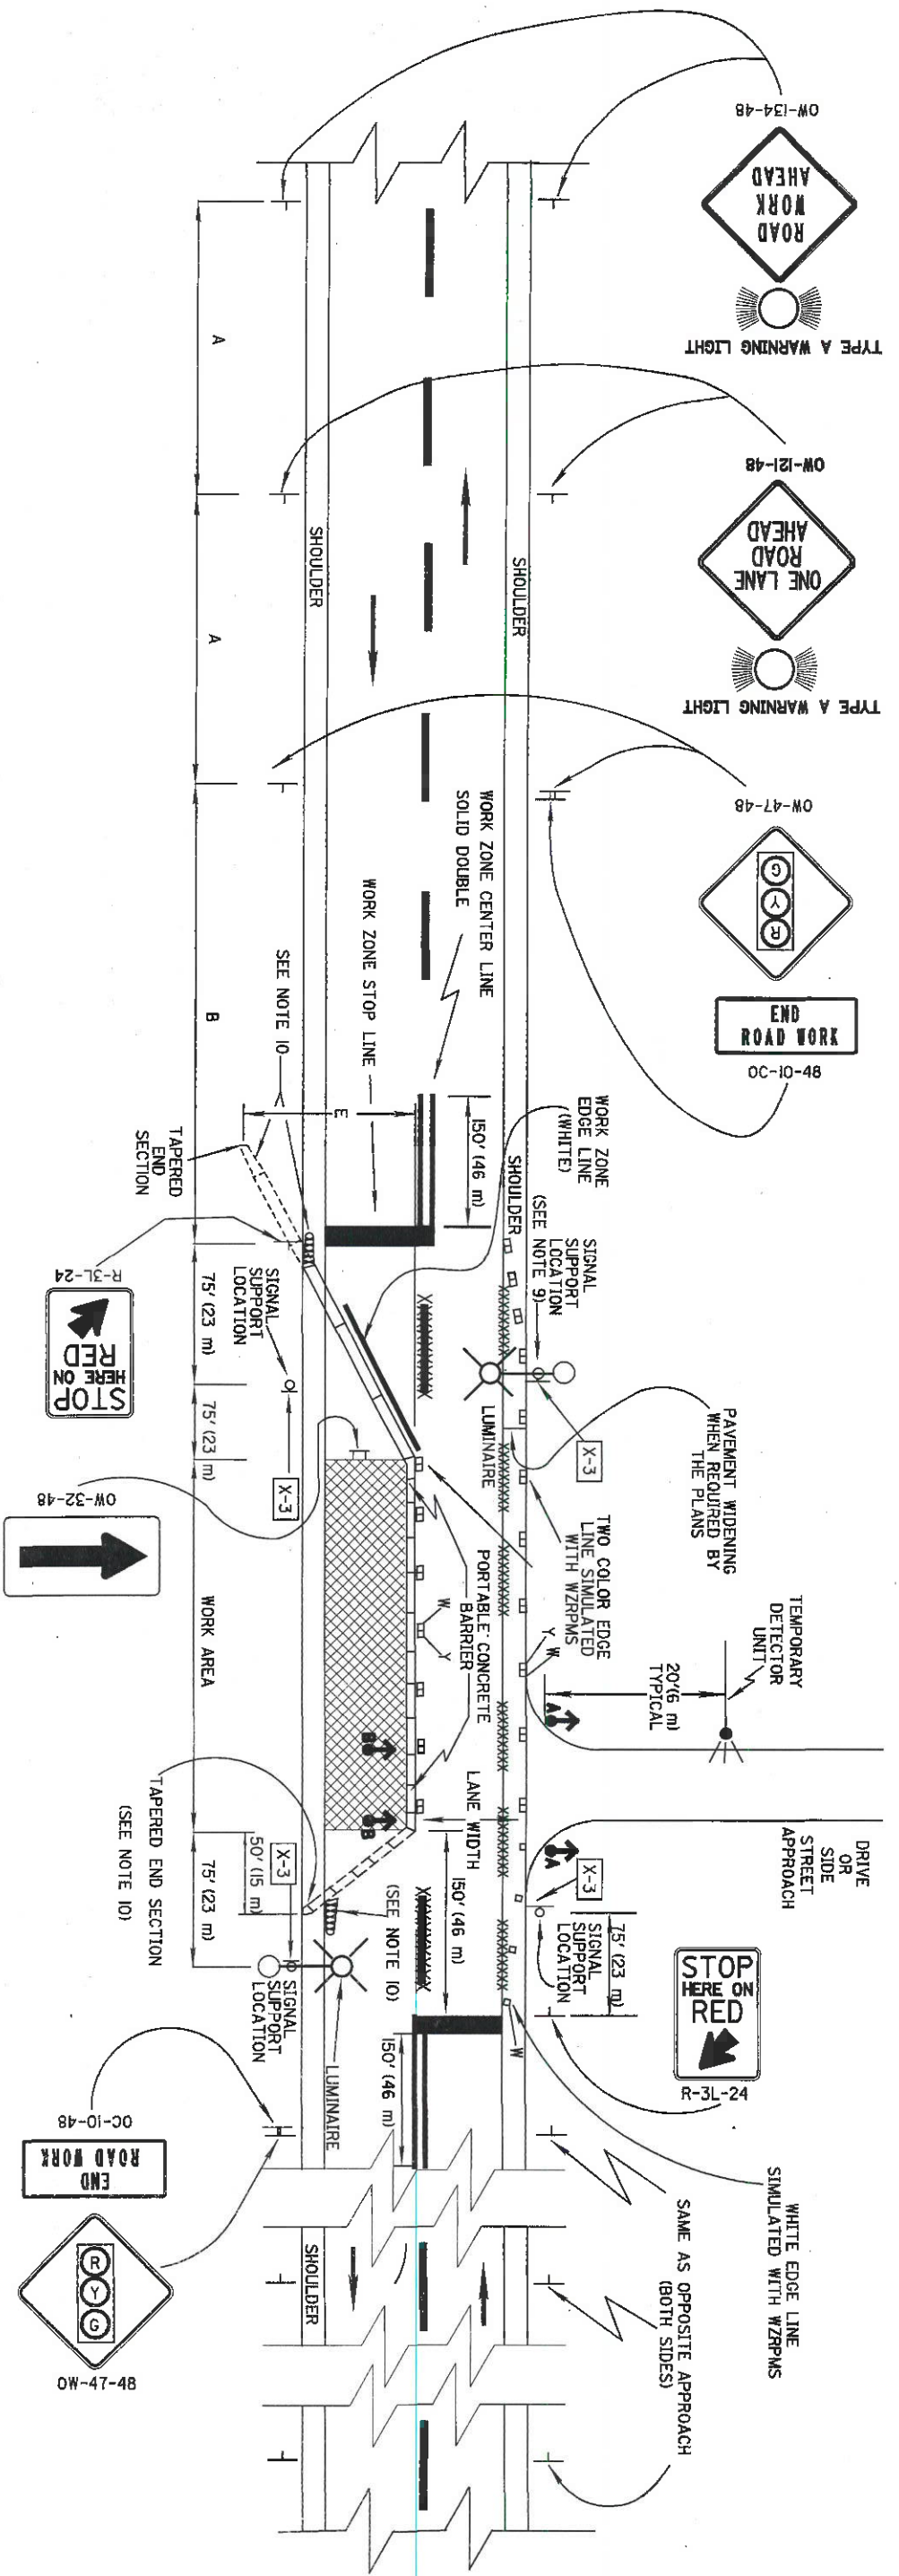 OW-134-48
ROAD
WORK
AHEAD
TYPE A WARNING LIGHT
OW-121-48
ONE LANE
ROAD
AHEAD
TYPE A WARNING LIGHT
OW-47-48
R
Y
G
END
ROAD WORK
OC-10-48
A
A
B
SHOULDER
SHOULDER
WORK ZONE CENTER LINE
SOLID DOUBLE
WORK ZONE STOP LINE
SEE NOTE 10
E
150' (46 m)
TAPERED
END
SECTION
WORK ZONE
EDGE LINE
(WHITE)
SHOULDER
SIGNAL
SUPPORT
LOCATION
(SEE
NOTE 9)
R-3L-24
STOP
HERE ON
RED
75' (23 m)
SIGNAL
SUPPORT
LOCATION
75' (23 m)
X-3
XXXXXXXX
LUMINAIRE
X-3
PAVEMENT WIDENING
WHEN REQUIRED BY
THE PLANS
OW-32-48
TWO COLOR EDGE
LINE SIMULATED
WITH WZRPMS
PORTABLE CONCRETE
BARRIER
W
Y
WORK AREA
Y
W
TEMPORARY
DETECTOR
UNIT
20'(6 m)
TYPICAL
A
A
B
B
LANE WIDTH
DRIVE
OR
SIDE
STREET
APPROACH
X-3
TAPERED END SECTION
(SEE NOTE 10)
50' (15 m)
75' (23 m)
X-3
(SEE NOTE 10)
150' (46 m)
XXXXXXXX
75' (23 m)
SIGNAL
SUPPORT
LOCATION
SIGNAL
SUPPORT
LOCATION
LUMINAIRE
STOP
HERE ON
RED
R-3L-24
W
150' (46 m)
WHITE EDGE LINE
SIMULATED WITH WZRPMS
SAME AS OPPOSITE APPROACH
(BOTH SIDES)
OC-10-48
END
ROAD WORK
R
Y
G
OW-47-48
SHOULDER